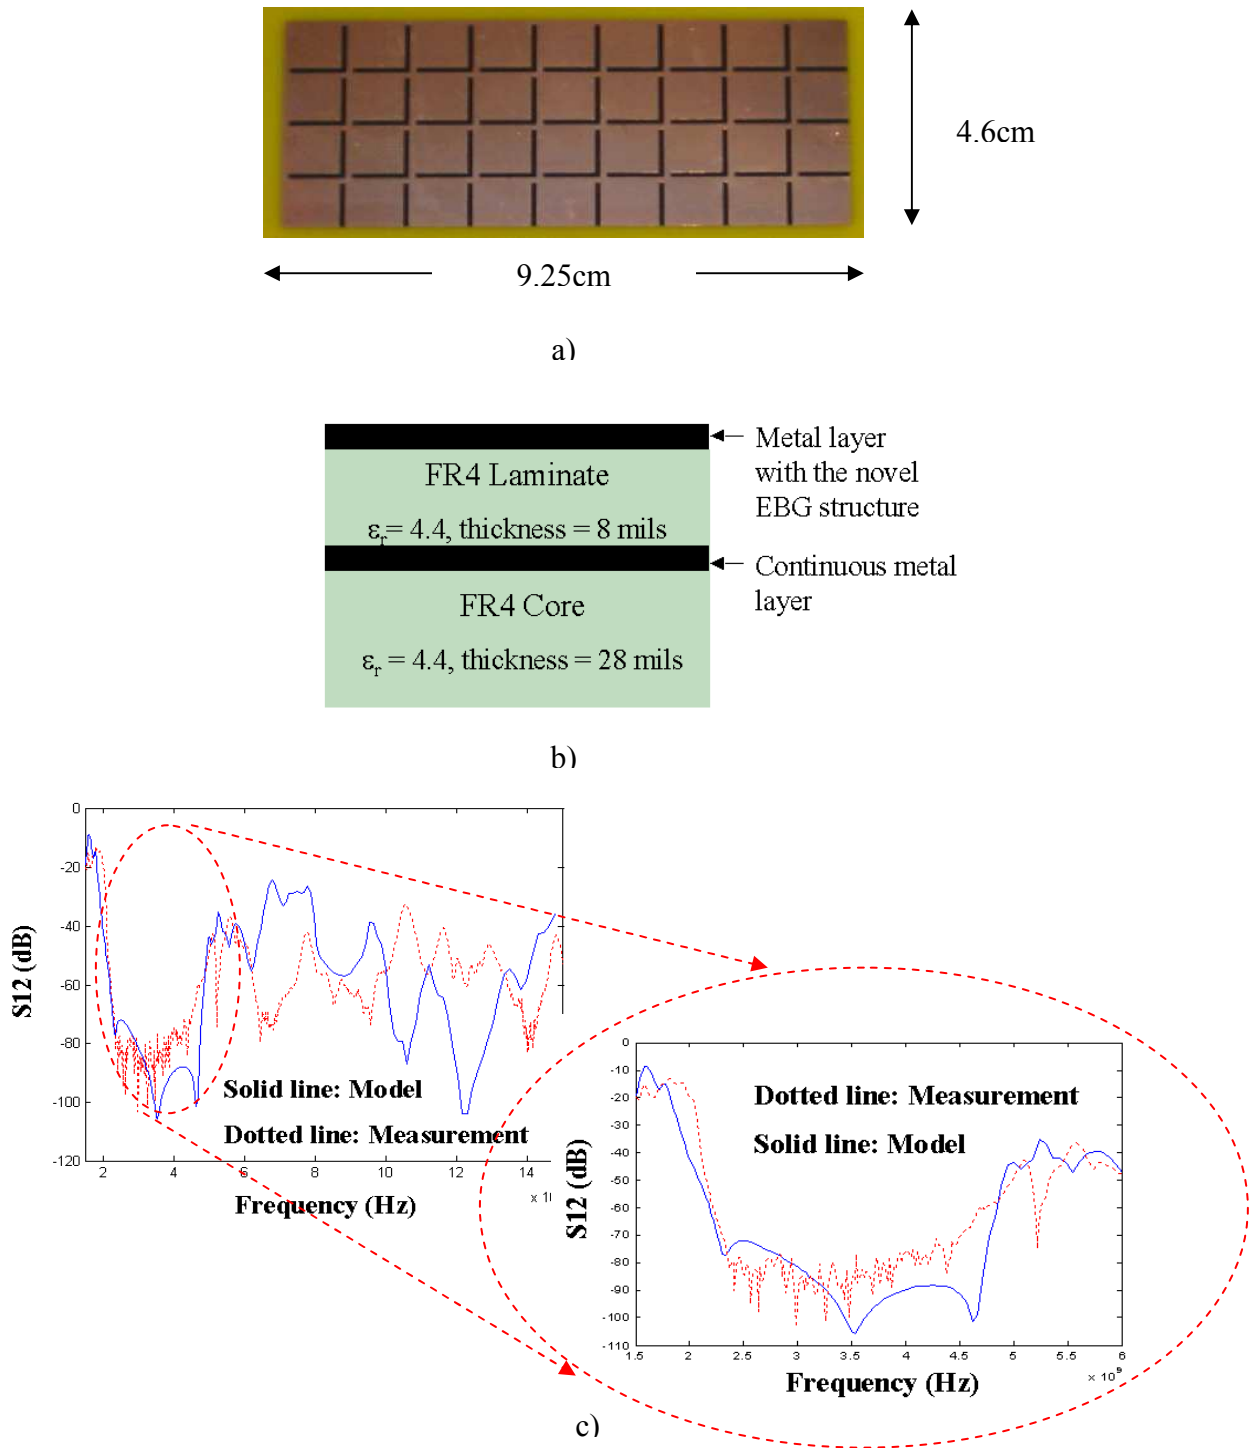 4.6cm
9.25cm
a)
Metal layer
with the novel
EBG structure
FR4 Laminate
εr= 4.4, thickness = 8 mils
Continuous metal
layer
FR4 Core
εr = 4.4, thickness = 28 mils
b)
0
-20
-40
-60
-80
-100
-120
S12 (dB)
Solid line: Model
Dotted line: Measurement
2 4 6 8 10 12 14
Frequency (Hz)
0
-10
-20
-30
-40
-50
-60
-70
-80
-90
-100
-110
S12 (dB)
Dotted line: Measurement
Solid line: Model
1.5 2 2.5 3 3.5 4 4.5 5 5.5 6
Frequency (Hz)
× 10⁹
c)